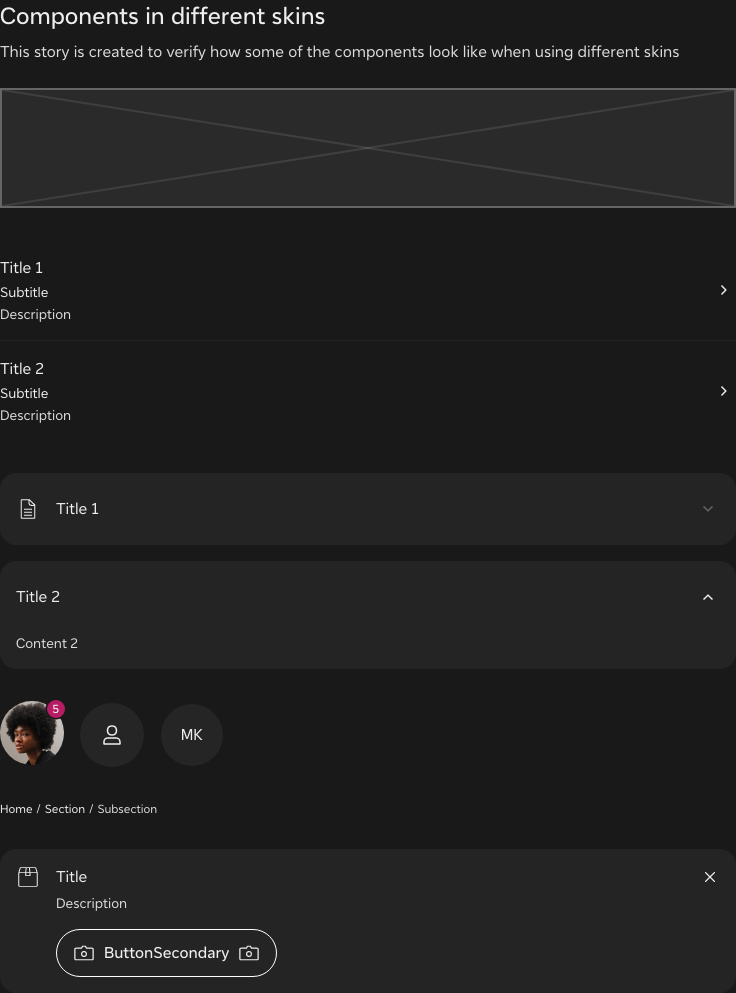 Components in different skins
This story is created to verify how some of the components look like when using different skins
Title 1
Subtitle
Description
Title 2
Subtitle
Description
Title 1
Title 2
Content 2
5
MK
Home / Section / Subsection
Title
Description
ButtonSecondary